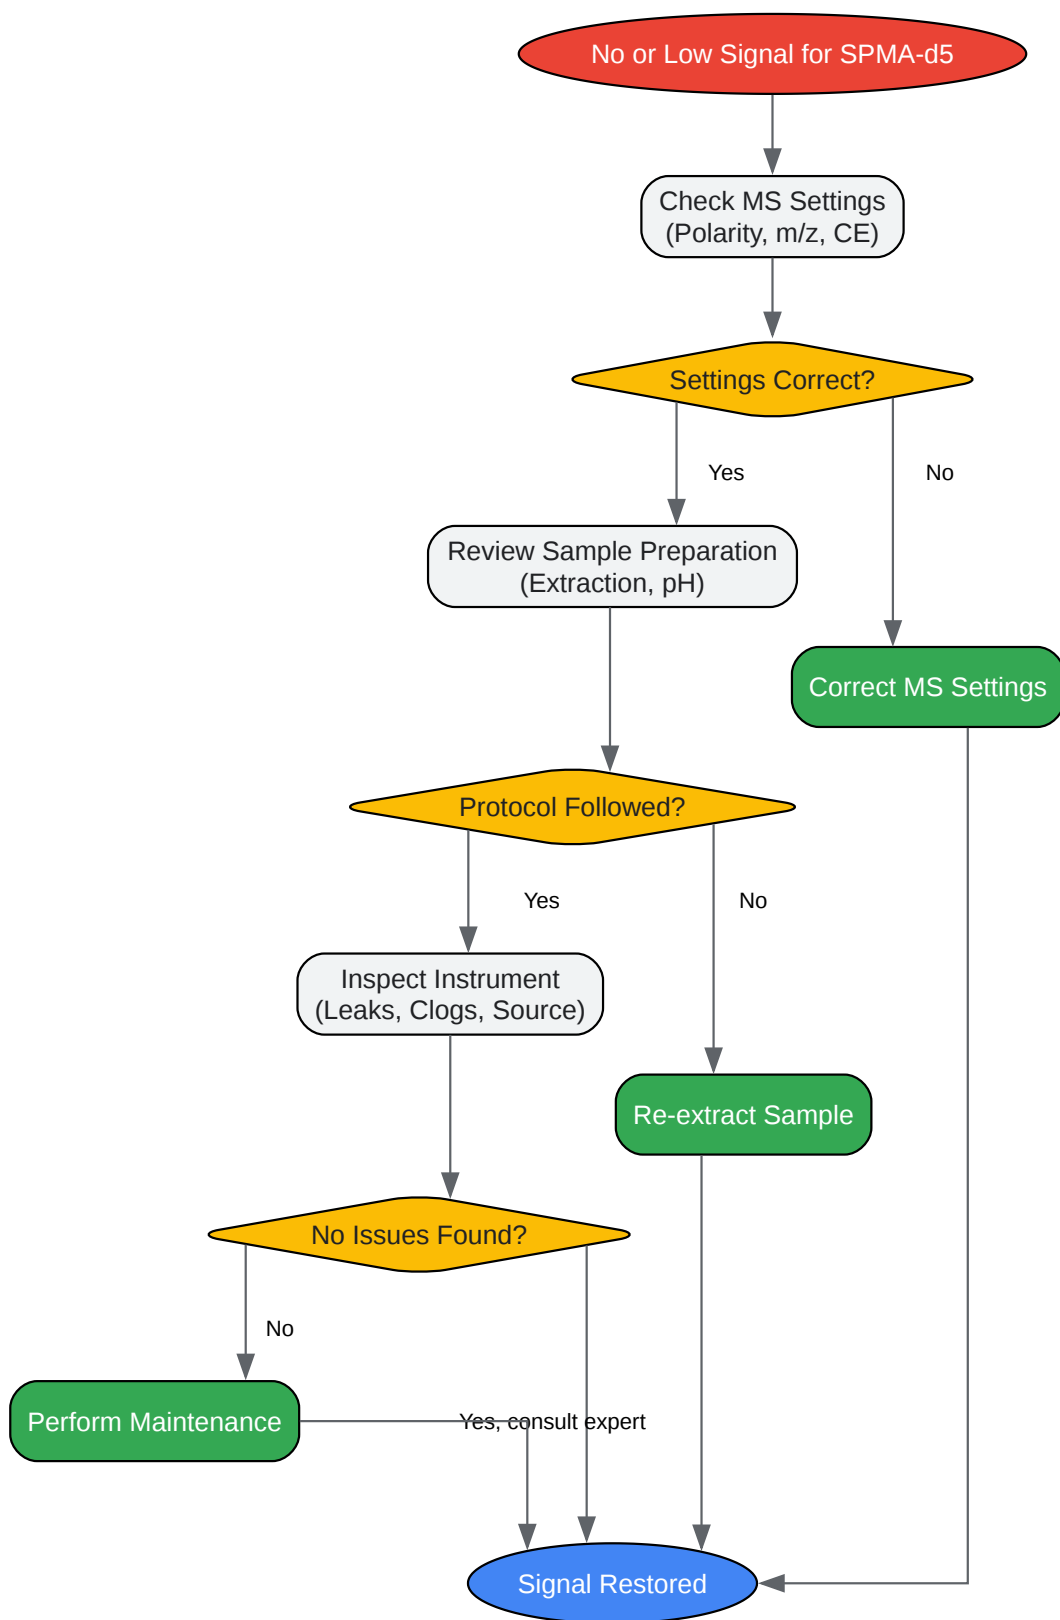 No or Low Signal for SPMA-d5
Check MS Settings
(Polarity, m/z, CE)
Settings Correct?
Yes
No
Review Sample Preparation
(Extraction, pH)
Correct MS Settings
Protocol Followed?
Yes
No
Inspect Instrument
(Leaks, Clogs, Source)
Re-extract Sample
No Issues Found?
No
Perform Maintenance
Yes, consult expert
Signal Restored